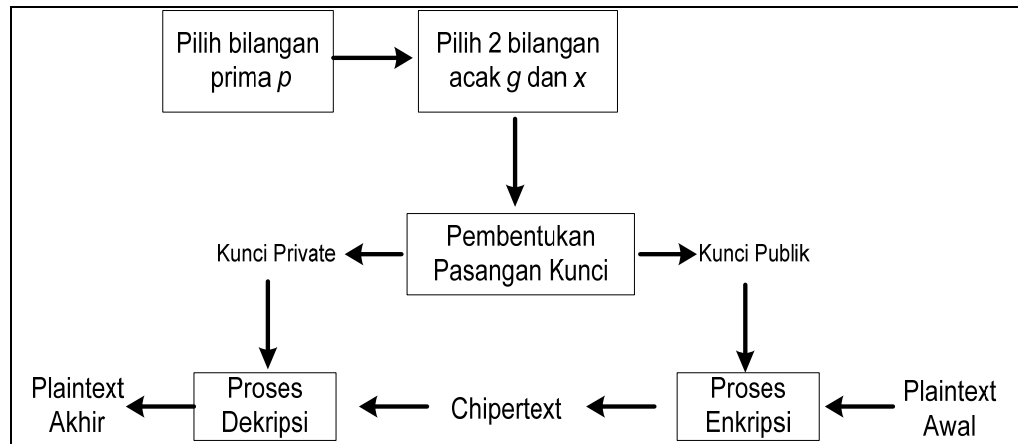 Pilih bilangan
prima p
Pilih 2 bilangan
acak g dan x
Pembentukan
Pasangan Kunci
Kunci Private
Kunci Publik
Plaintext
Akhir
Proses
Dekripsi
Chipertext
Proses
Enkripsi
Plaintext
Awal